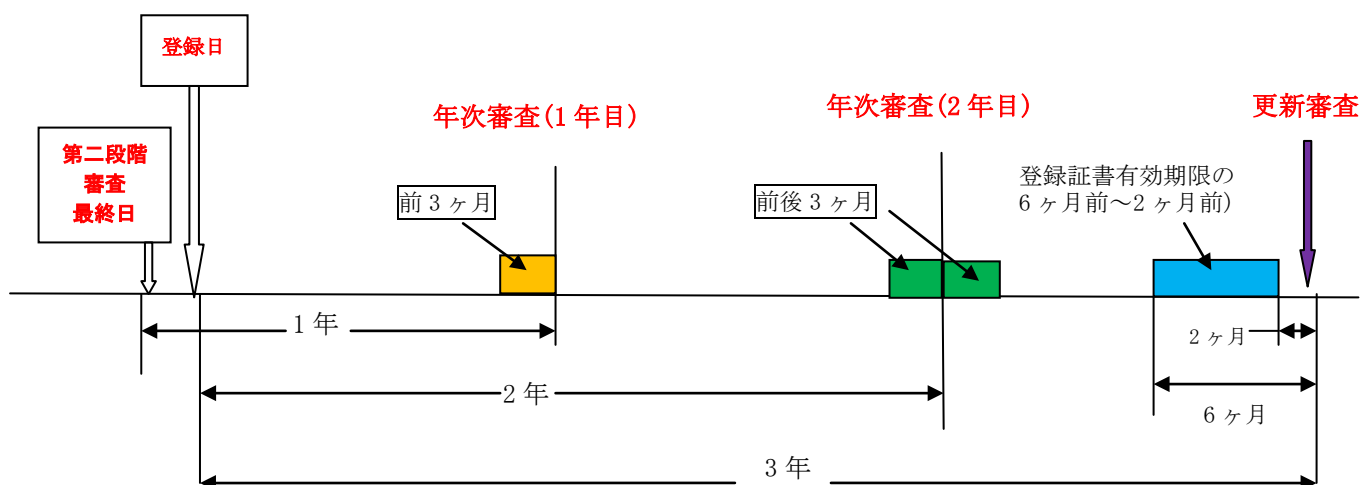 登録日
第二段階
審査
最終日
年次審査(1 年目)
年次審査(2 年目)
更新審査
前 3 ヶ月
前後 3 ヶ月
登録証書有効期限の
6 ヶ月前～2 ヶ月前)
1 年
2 ヶ月
2 年
6 ヶ月
3 年